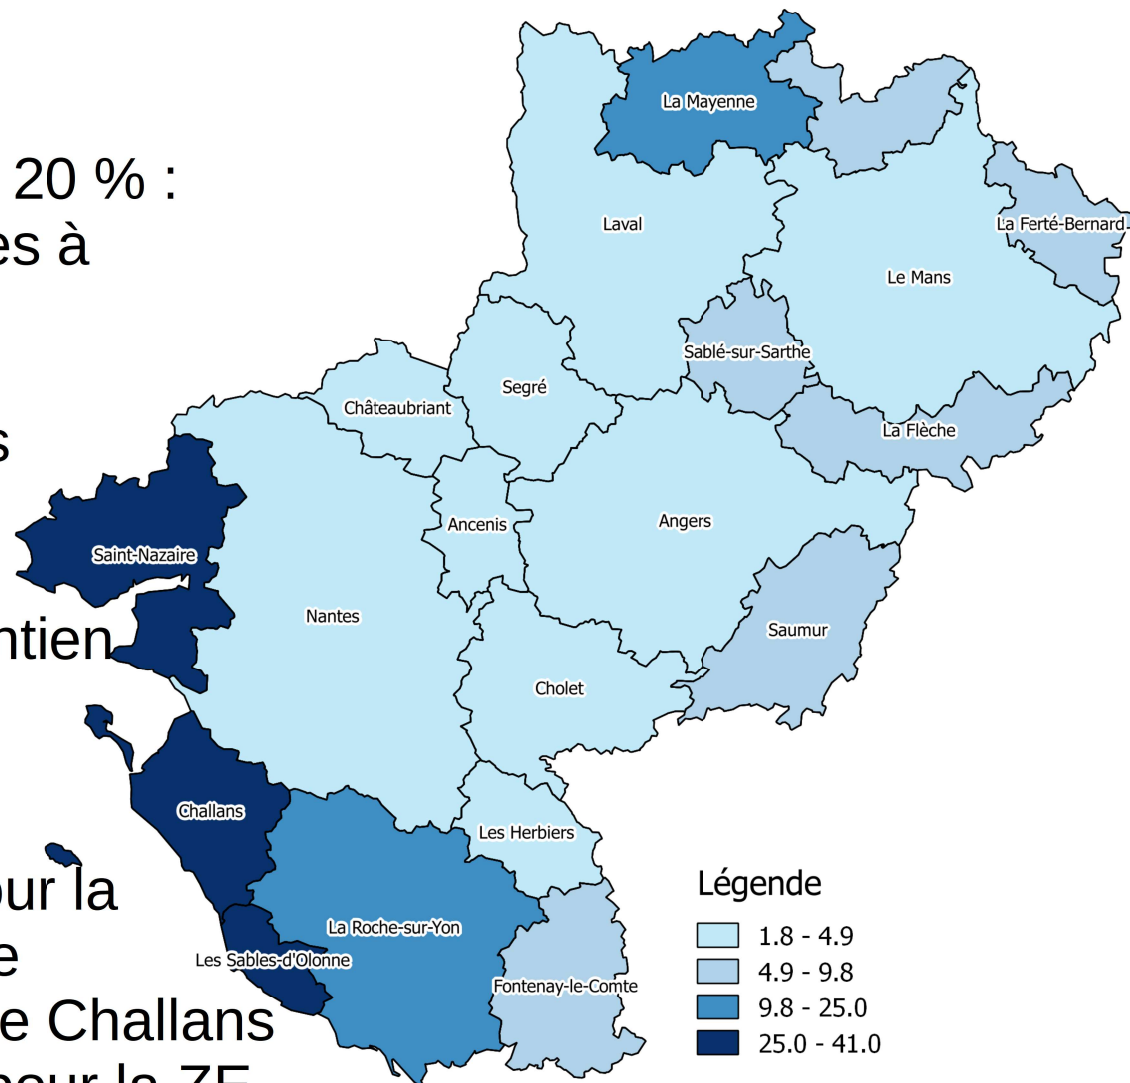 20 % :
es à
s
ntien
our la
e
e Challans
pour la ZE
La Mayenne
Laval
La Ferté-Bernard
Le Mans
Sablé-sur-Sarthe
Segré
Châteaubriant
La Flèche
Ancenis
Angers
Saint-Nazaire
Nantes
Saumur
Cholet
Challans
Les Herbiers
La Roche-sur-Yon
Les Sables-d'Olonne
Fontenay-le-Comte
Légende
1.8 - 4.9
4.9 - 9.8
9.8 - 25.0
25.0 - 41.0